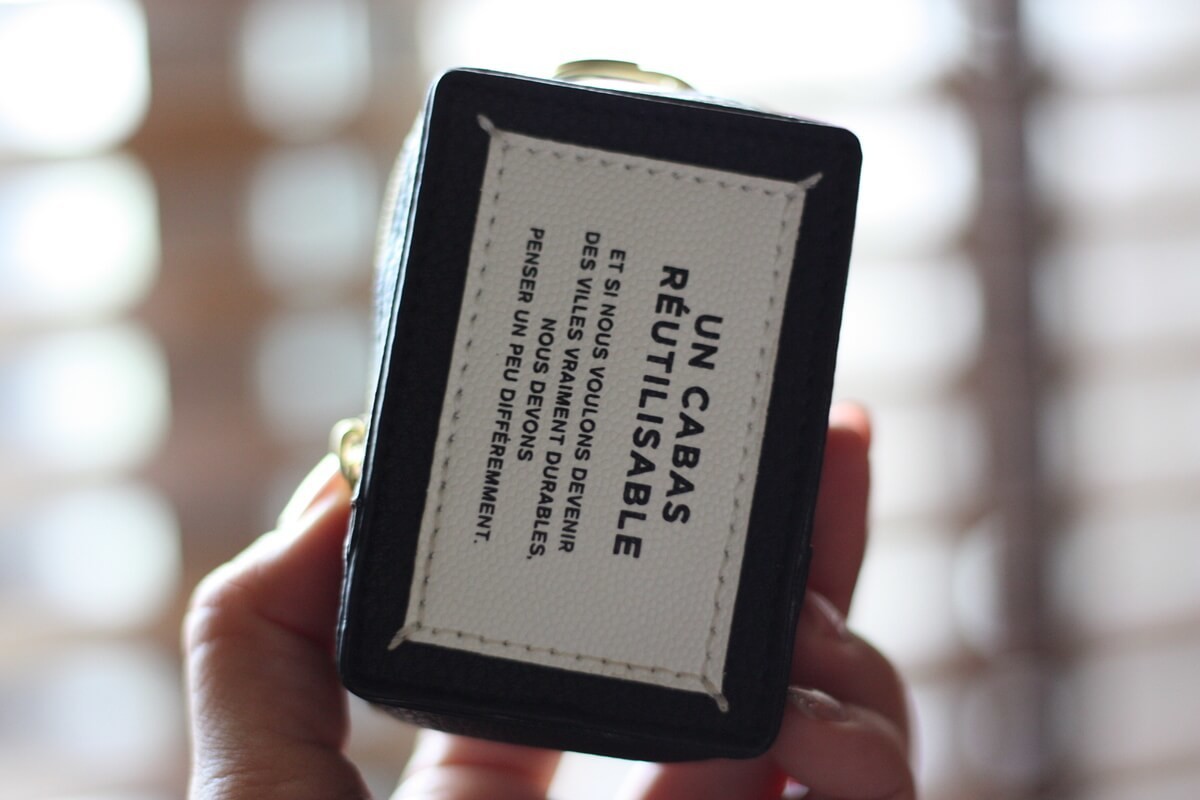 UN CABAS
RÉUTILISABLE
ET SI NOUS VOULONS DEVENIR
DES VILLES VRAIMENT DURABLES,
NOUS DEVONS
PENSER UN PEU DIFFÉREMMENT.